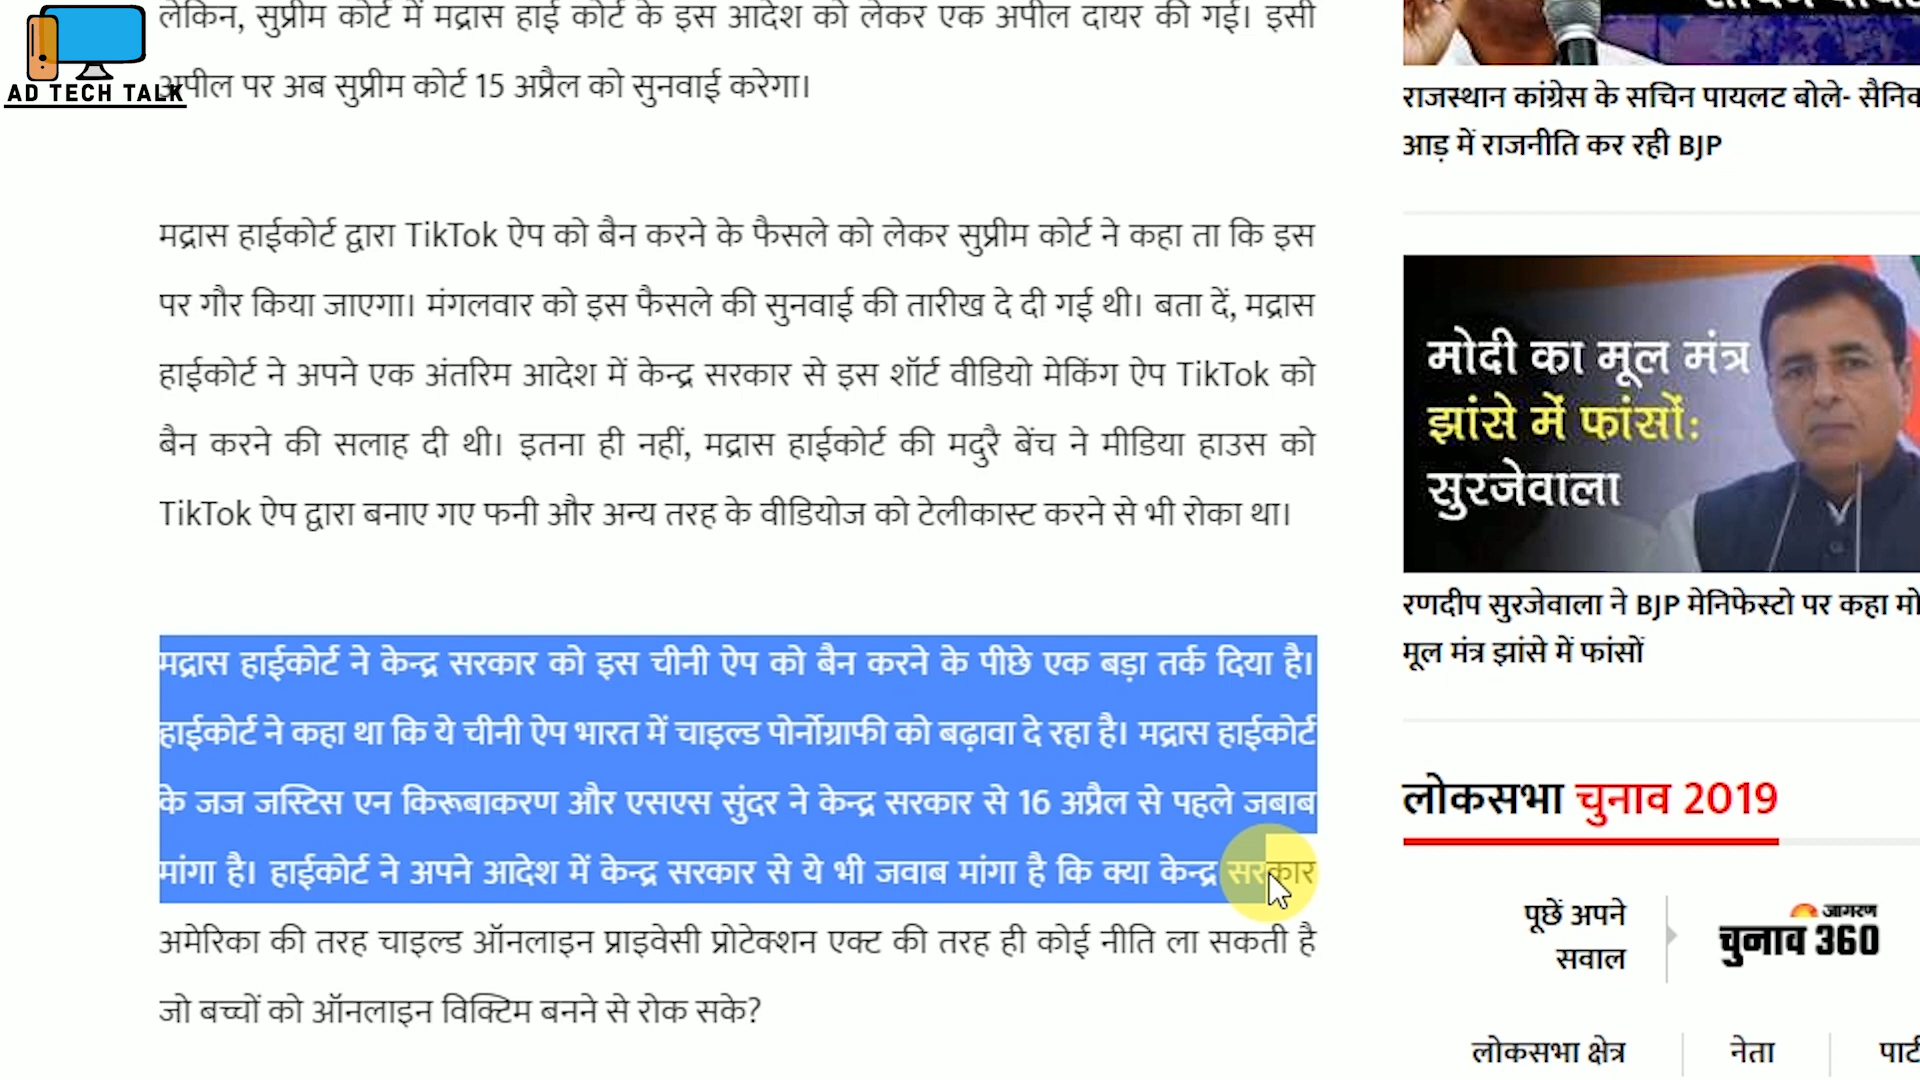 लेकिन, सुप्रीम कोर्ट में मद्रास हाई कोर्ट के इस आदेश को लेकर एक अपील दायर की गई। इसी
अपील पर अब सुप्रीम कोर्ट 15 अप्रैल को सुनवाई करेगा।
AD TECH TALK
मद्रास हाईकोर्ट द्वारा TikTok ऐप को बैन करने के फैसले को लेकर सुप्रीम कोर्ट ने कहा ता कि इस
पर गौर किया जाएगा। मंगलवार को इस फैसले की सुनवाई की तारीख दे दी गई थी। बता दें, मद्रास
हाईकोर्ट ने अपने एक अंतरिम आदेश में केन्द्र सरकार से इस शॉर्ट वीडियो मेकिंग ऐप TikTok को
बैन करने की सलाह दी थी। इतना ही नहीं, मद्रास हाईकोर्ट की मदुरै बेंच ने मीडिया हाउस को
TikTok ऐप द्वारा बनाए गए फनी और अन्य तरह के वीडियोज को टेलीकास्ट करने से भी रोका था।
मद्रास हाईकोर्ट ने केन्द्र सरकार को इस चीनी ऐप को बैन करने के पीछे एक बड़ा तर्क दिया है।
हाईकोर्ट ने कहा था कि ये चीनी ऐप भारत में चाइल्ड पोर्नोग्राफी को बढ़ावा दे रहा है। मद्रास हाईकोर्ट
के जज जस्टिस एन किरूबाकरण और एसएस सुंदर ने केन्द्र सरकार से 16 अप्रैल से पहले जबाब
मांगा है। हाईकोर्ट ने अपने आदेश में केन्द्र सरकार से ये भी जवाब मांगा है कि क्या केन्द्र सरकार
अमेरिका की तरह चाइल्ड ऑनलाइन प्राइवेसी प्रोटेक्शन एक्ट की तरह ही कोई नीति ला सकती है
जो बच्चों को ऑनलाइन विक्टिम बनने से रोक सके?
राजस्थान कांग्रेस के सचिन पायलट बोले-
आड़ में राजनीति कर रही BJP
मोदी का मूल मंत्र
झांसे में फांसों:
सुरजेवाला
रणदीप सुरजेवाला ने BJP मेनिफेस्टो पर कहा
मूल मंत्र झांसे में फांसों
लोकसभा चुनाव 2019
पूछें अपने
सवाल
जागरण
चुनाव 360
लोकसभा क्षेत्र
नेता